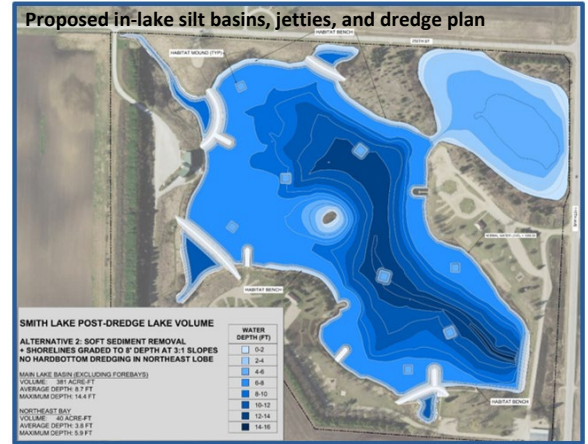 Proposed in-lake silt basins, jetties, and dredge plan
HABITAT BENCH
HABITAT MOUND (TYP)
HABITAT BENCH
HABITAT BENCH
SMITH LAKE POST-DREDGE LAKE VOLUME
ALTERNATIVE 2: SOFT SEDIMENT REMOVAL
+ SHORELINES GRADED TO 8' DEPTH AT 3:1 SLOPES
NO HARDBOTTOM DREDGING IN NORTHEAST LOBE
MAIN LAKE BASIN (EXCLUDING FOREBAYS)
VOLUME: 381 ACRE-FT
AVERAGE DEPTH: 8.7 FT
MAXIMUM DEPTH: 14.4 FT
NORTHEAST BAY
VOLUME: 40 ACRE-FT
AVERAGE DEPTH: 3.8 FT
MAXIMUM DEPTH: 5.9 FT
WATER
DEPTH (FT)
0-2
2-4
4-6
6-8
8-10
10-12
12-14
14-16